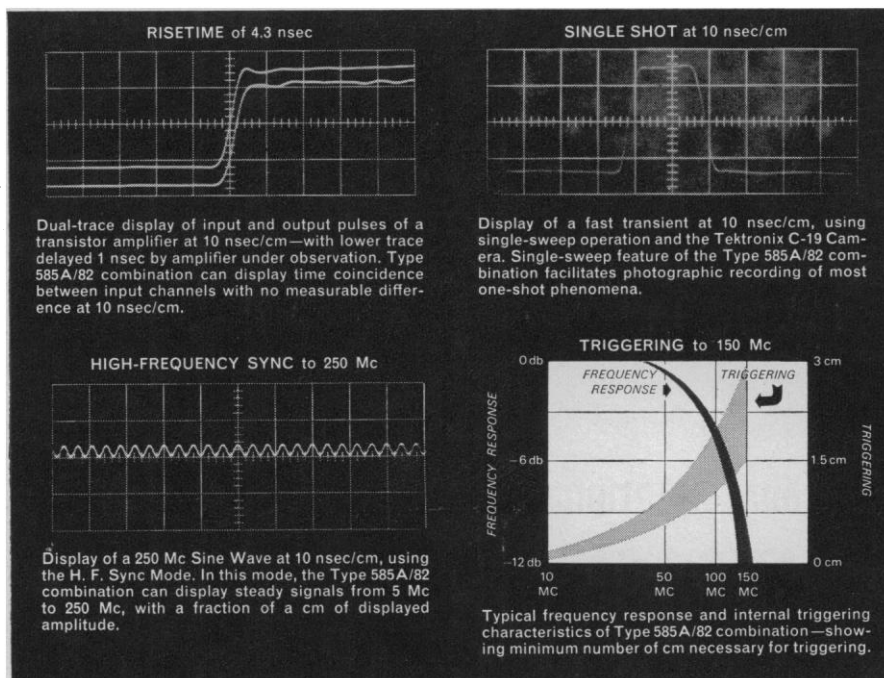 RISETIME of 4.3 nsec
Dual-trace display of input and output pulses of a
transistor amplifier at 10 nsec/cm—with lower trace
delayed 1 nsec by amplifier under observation. Type
585A/82 combination can display time coincidence
between input channels with no measurable differ-
ence at 10 nsec/cm.
SINGLE SHOT at 10 nsec/cm
Display of a fast transient at 10 nsec/cm, using
single-sweep operation and the Tektronix C-19 Cam-
era. Single-sweep feature of the Type 585A/82 com-
bination facilitates photographic recording of most
one-shot phenomena.
HIGH-FREQUENCY SYNC to 250 Mc
Display of a 250 Mc Sine Wave at 10 nsec/cm, using
the H. F. Sync Mode. In this mode, the Type 585A/82
combination can display steady signals from 5 Mc
to 250 Mc, with a fraction of a cm of displayed
amplitude.
TRIGGERING to 150 Mc
0 db
3 cm
FREQUENCY
RESPONSE
TRIGGERING
FREQUENCY RESPONSE
-6 db
1.5 cm
TRIGGERING
-12 db
0 cm
10 50 100 150
MC MC MC MC
Typical frequency response and internal triggering
characteristics of Type 585A/82 combination—show-
ing minimum number of cm necessary for triggering.